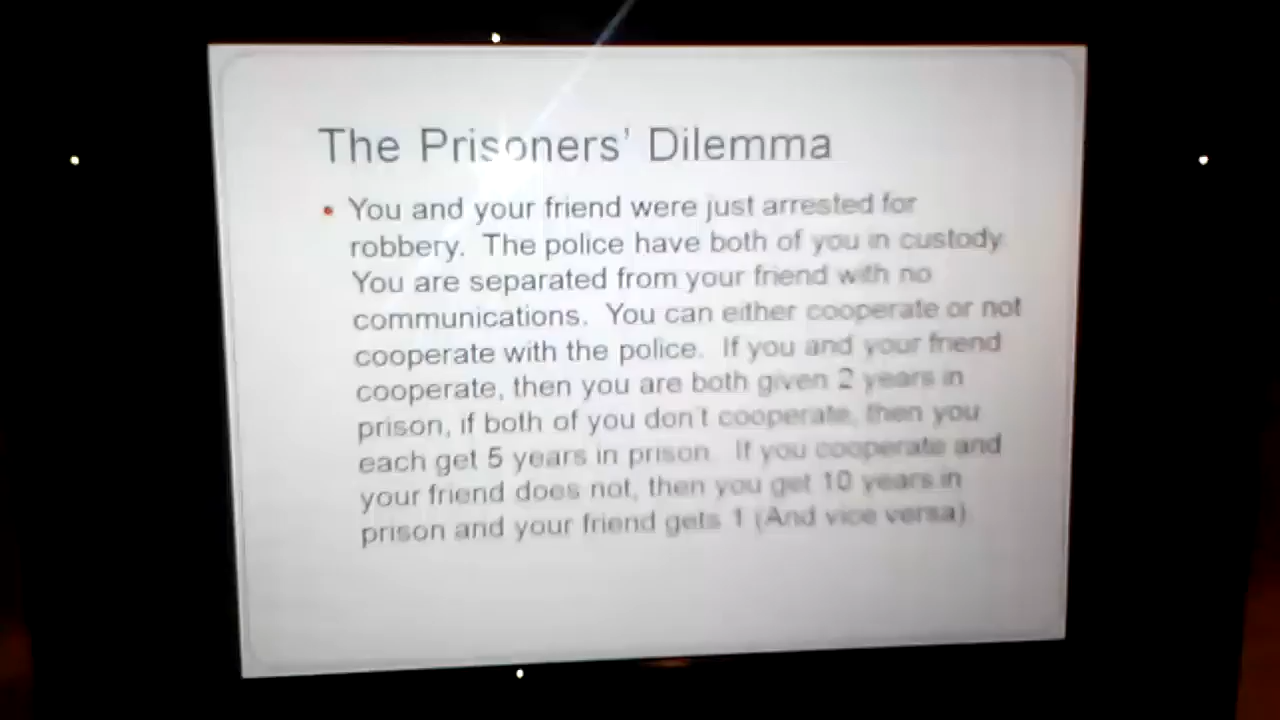 The Prisoners' Dilemma
• You and your friend were just arrested for
robbery. The police have both of you in custody
You are separated from your friend with no
communications. You can either cooperate or not
cooperate with the police. If you and your friend
cooperate, then you are both given 2 years in
prison, if both of you don't cooperate, then you
each get 5 years in prison. If you cooperate and
your friend does not, then you get 10 years in
prison and your friend gets 1 (And vice versa)